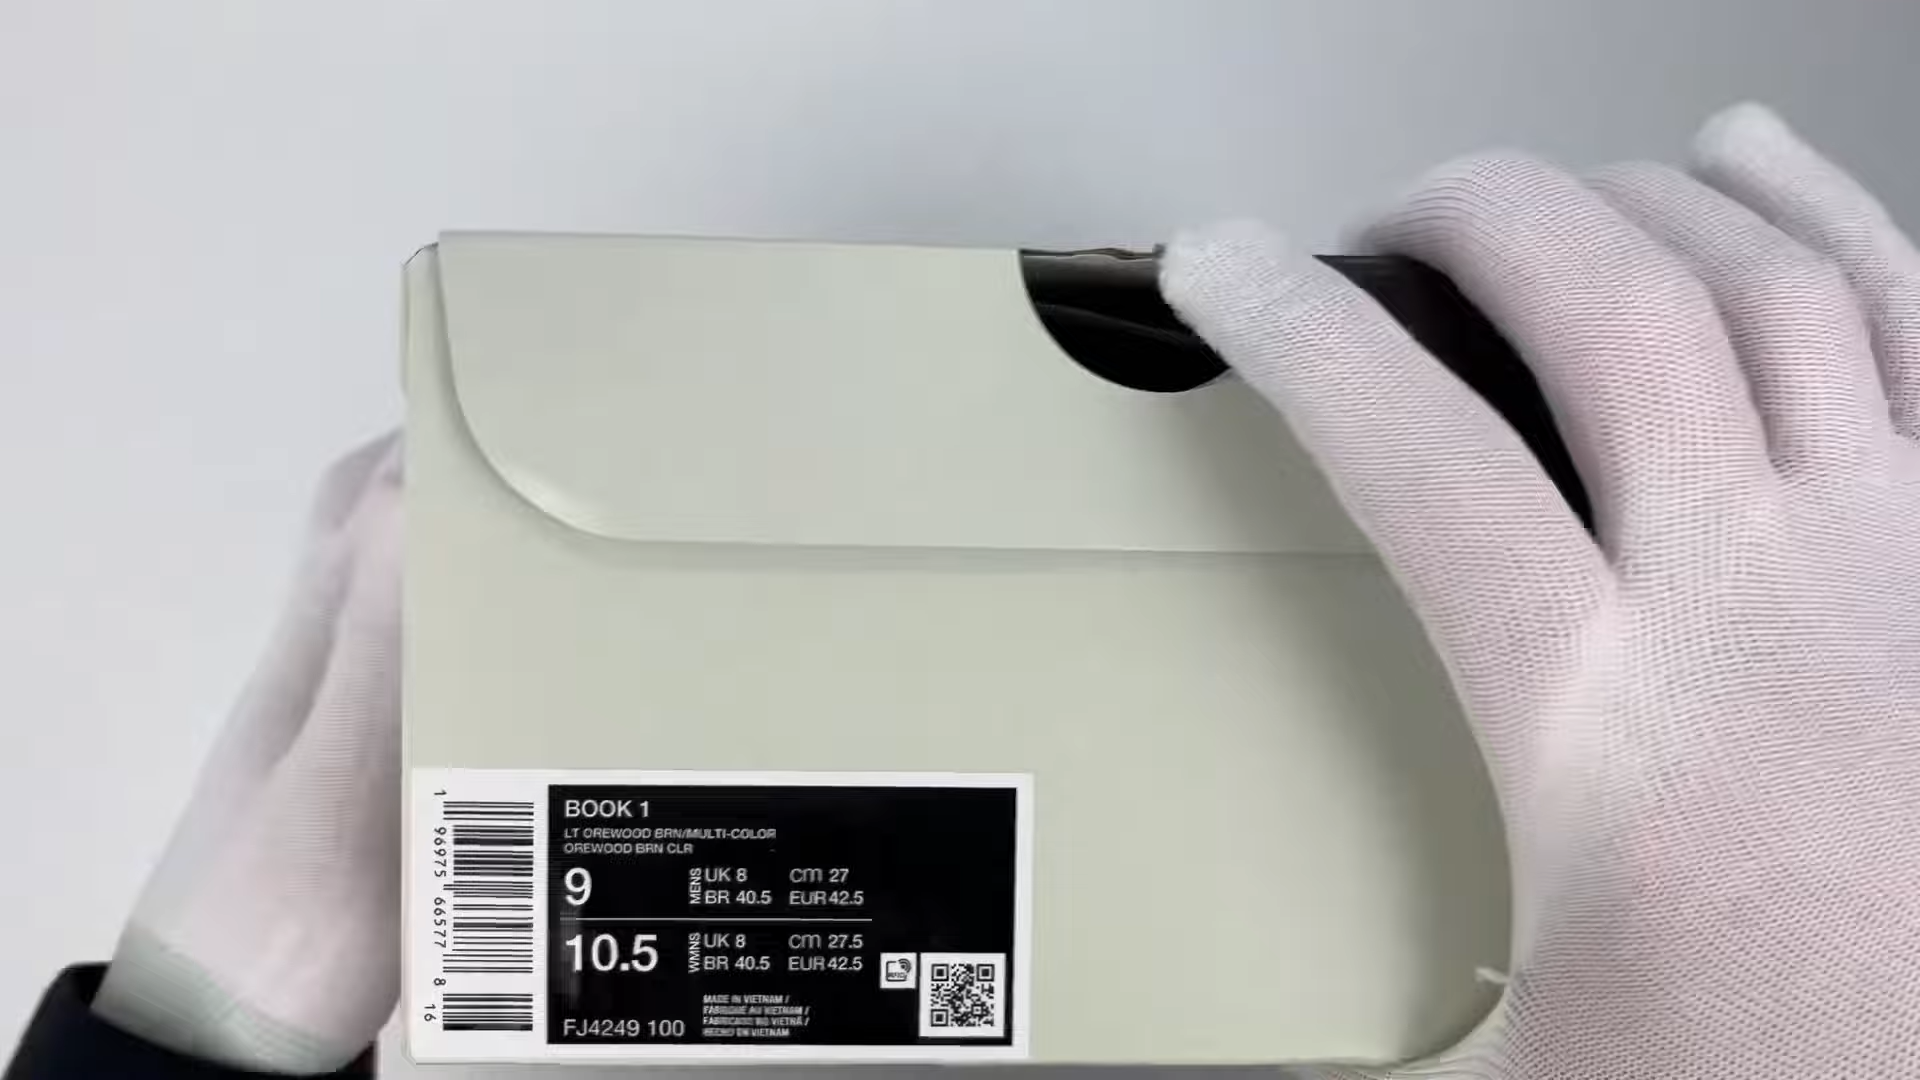 BOOK 1
LT OREWOOD BRN/MULTI-COLOR
OREWOOD BRN CLR
9 MENS UK 8 CM 27
BR 40.5 EUR 42.5
10.5 WMNS UK 8 CM 27.5
BR 40.5 EUR 42.5
MADE IN VIETNAM /
FABRIQUÉ AU VIETNAM /
FABRICADO NO VIETNÃ /
HECHO EN VIETNAM
FJ4249 100
RFID
1 96975 66577 8 16